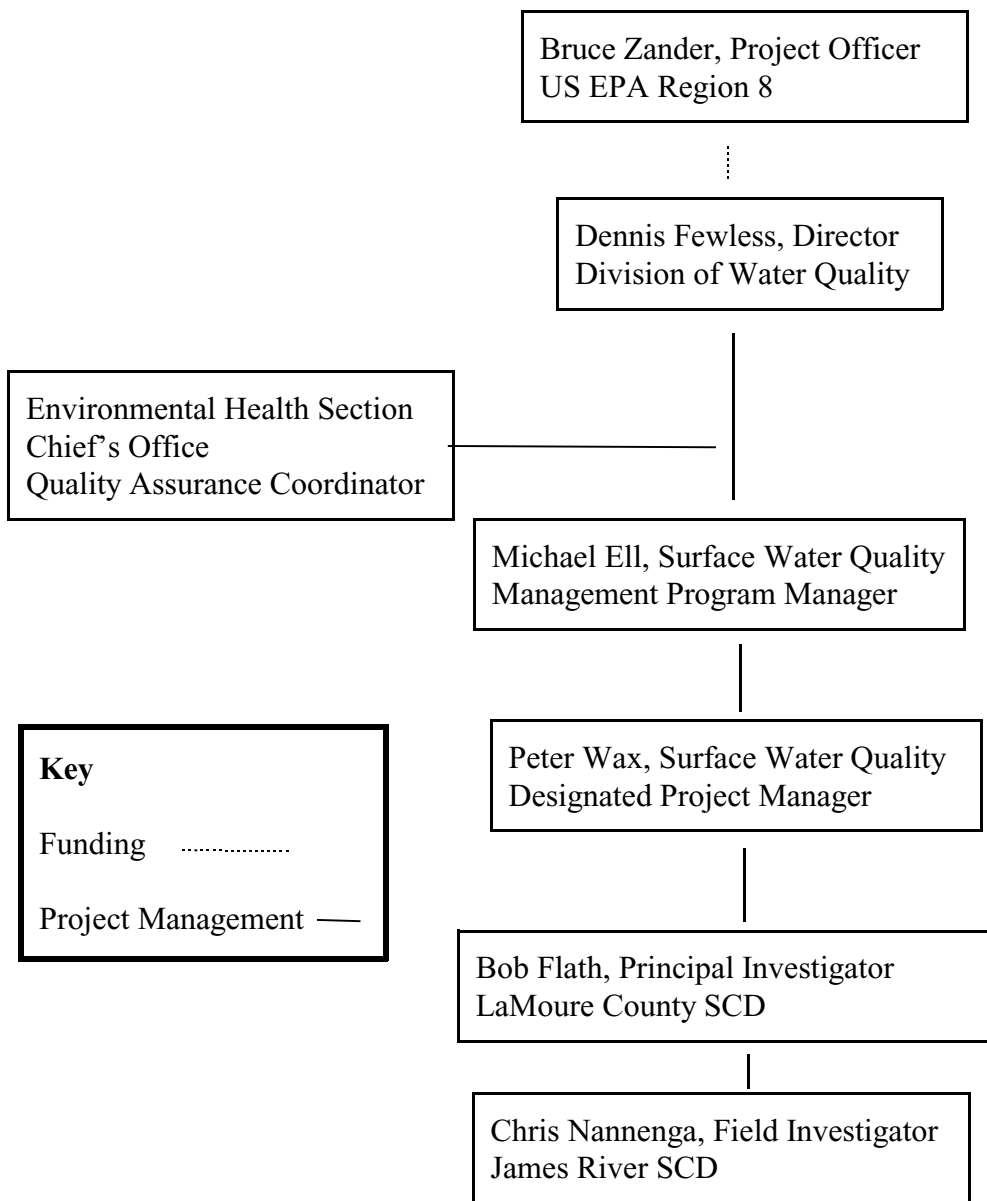 Bruce Zander, Project Officer
US EPA Region 8
Dennis Fewless, Director
Division of Water Quality
Environmental Health Section
Chief’s Office
Quality Assurance Coordinator
Michael Ell, Surface Water Quality
Management Program Manager
Key
Funding
Project Management
Peter Wax, Surface Water Quality
Designated Project Manager
Bob Flath, Principal Investigator
LaMoure County SCD
Chris Nannenga, Field Investigator
James River SCD